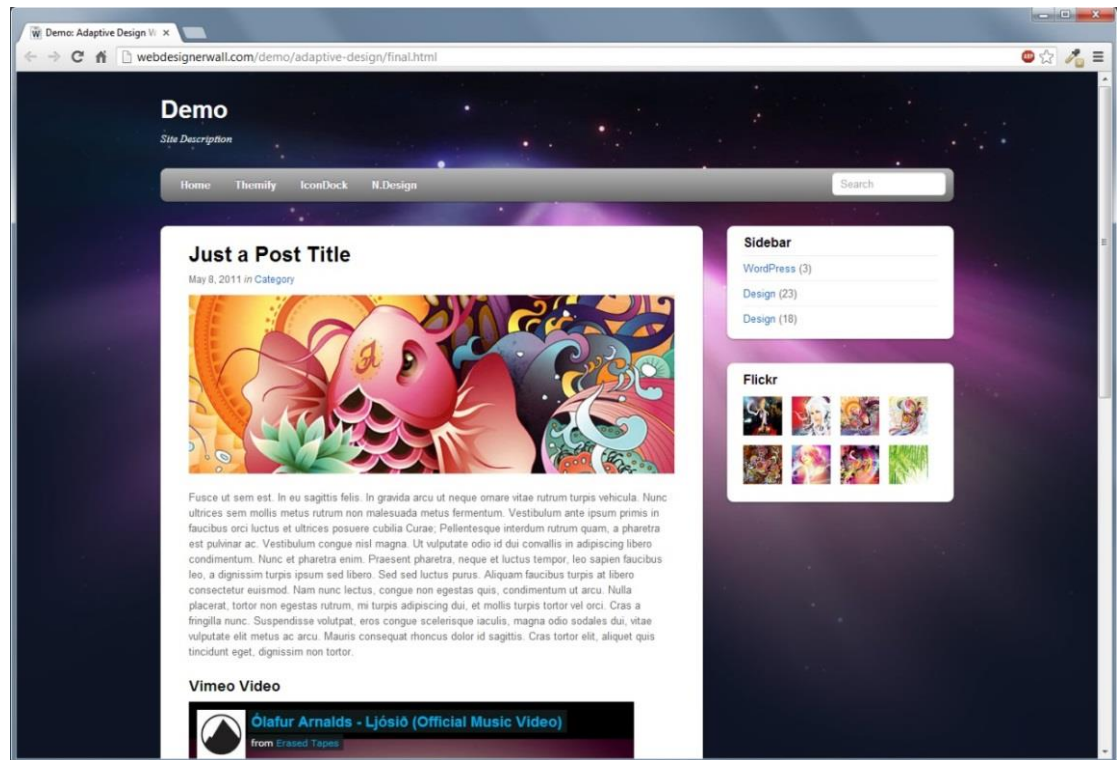 Demo: Adaptive Design W
webdesignerwall.com/demo/adaptive-design/final.html
Demo
Site Description
Home Themify IconDock N.Design
Search
Just a Post Title
May 8, 2011 in Category
Fusce ut sem est. In eu sagittis felis. In gravida arcu ut neque ornare vitae rutrum turpis vehicula. Nunc
ultrices sem mollis metus rutrum non malesuada metus fermentum. Vestibulum ante ipsum primis in
faucibus orci luctus et ultrices posuere cubilia Curae; Pellentesque interdum rutrum quam, a pharetra
est pulvinar ac. Vestibulum congue nisl magna. Ut vulputate odio id dui convallis in adipiscing libero
condimentum. Nunc et pharetra enim. Praesent pharetra, neque et luctus tempor, leo sapien faucibus
leo, a dignissim turpis ipsum sed libero. Sed sed luctus purus. Aliquam faucibus turpis at libero
consectetur euismod. Nam nunc lectus, congue non egestas quis, condimentum ut arcu. Nulla
placerat, tortor non egestas rutrum, mi turpis adipiscing dui, et mollis turpis tortor vel orci. Cras a
fringilla nunc. Suspendisse volutpat, eros congue scelerisque iaculis, magna odio sodales dui, vitae
vulputate elit metus ac arcu. Mauris consequat rhoncus dolor id sagittis. Cras tortor elit, aliquet quis
tincidunt eget, dignissim non tortor.
Vimeo Video
Ólafur Arnalds - Ljósið (Official Music Video)
from Erased Tapes
Sidebar
WordPress (3)
Design (23)
Design (18)
Flickr